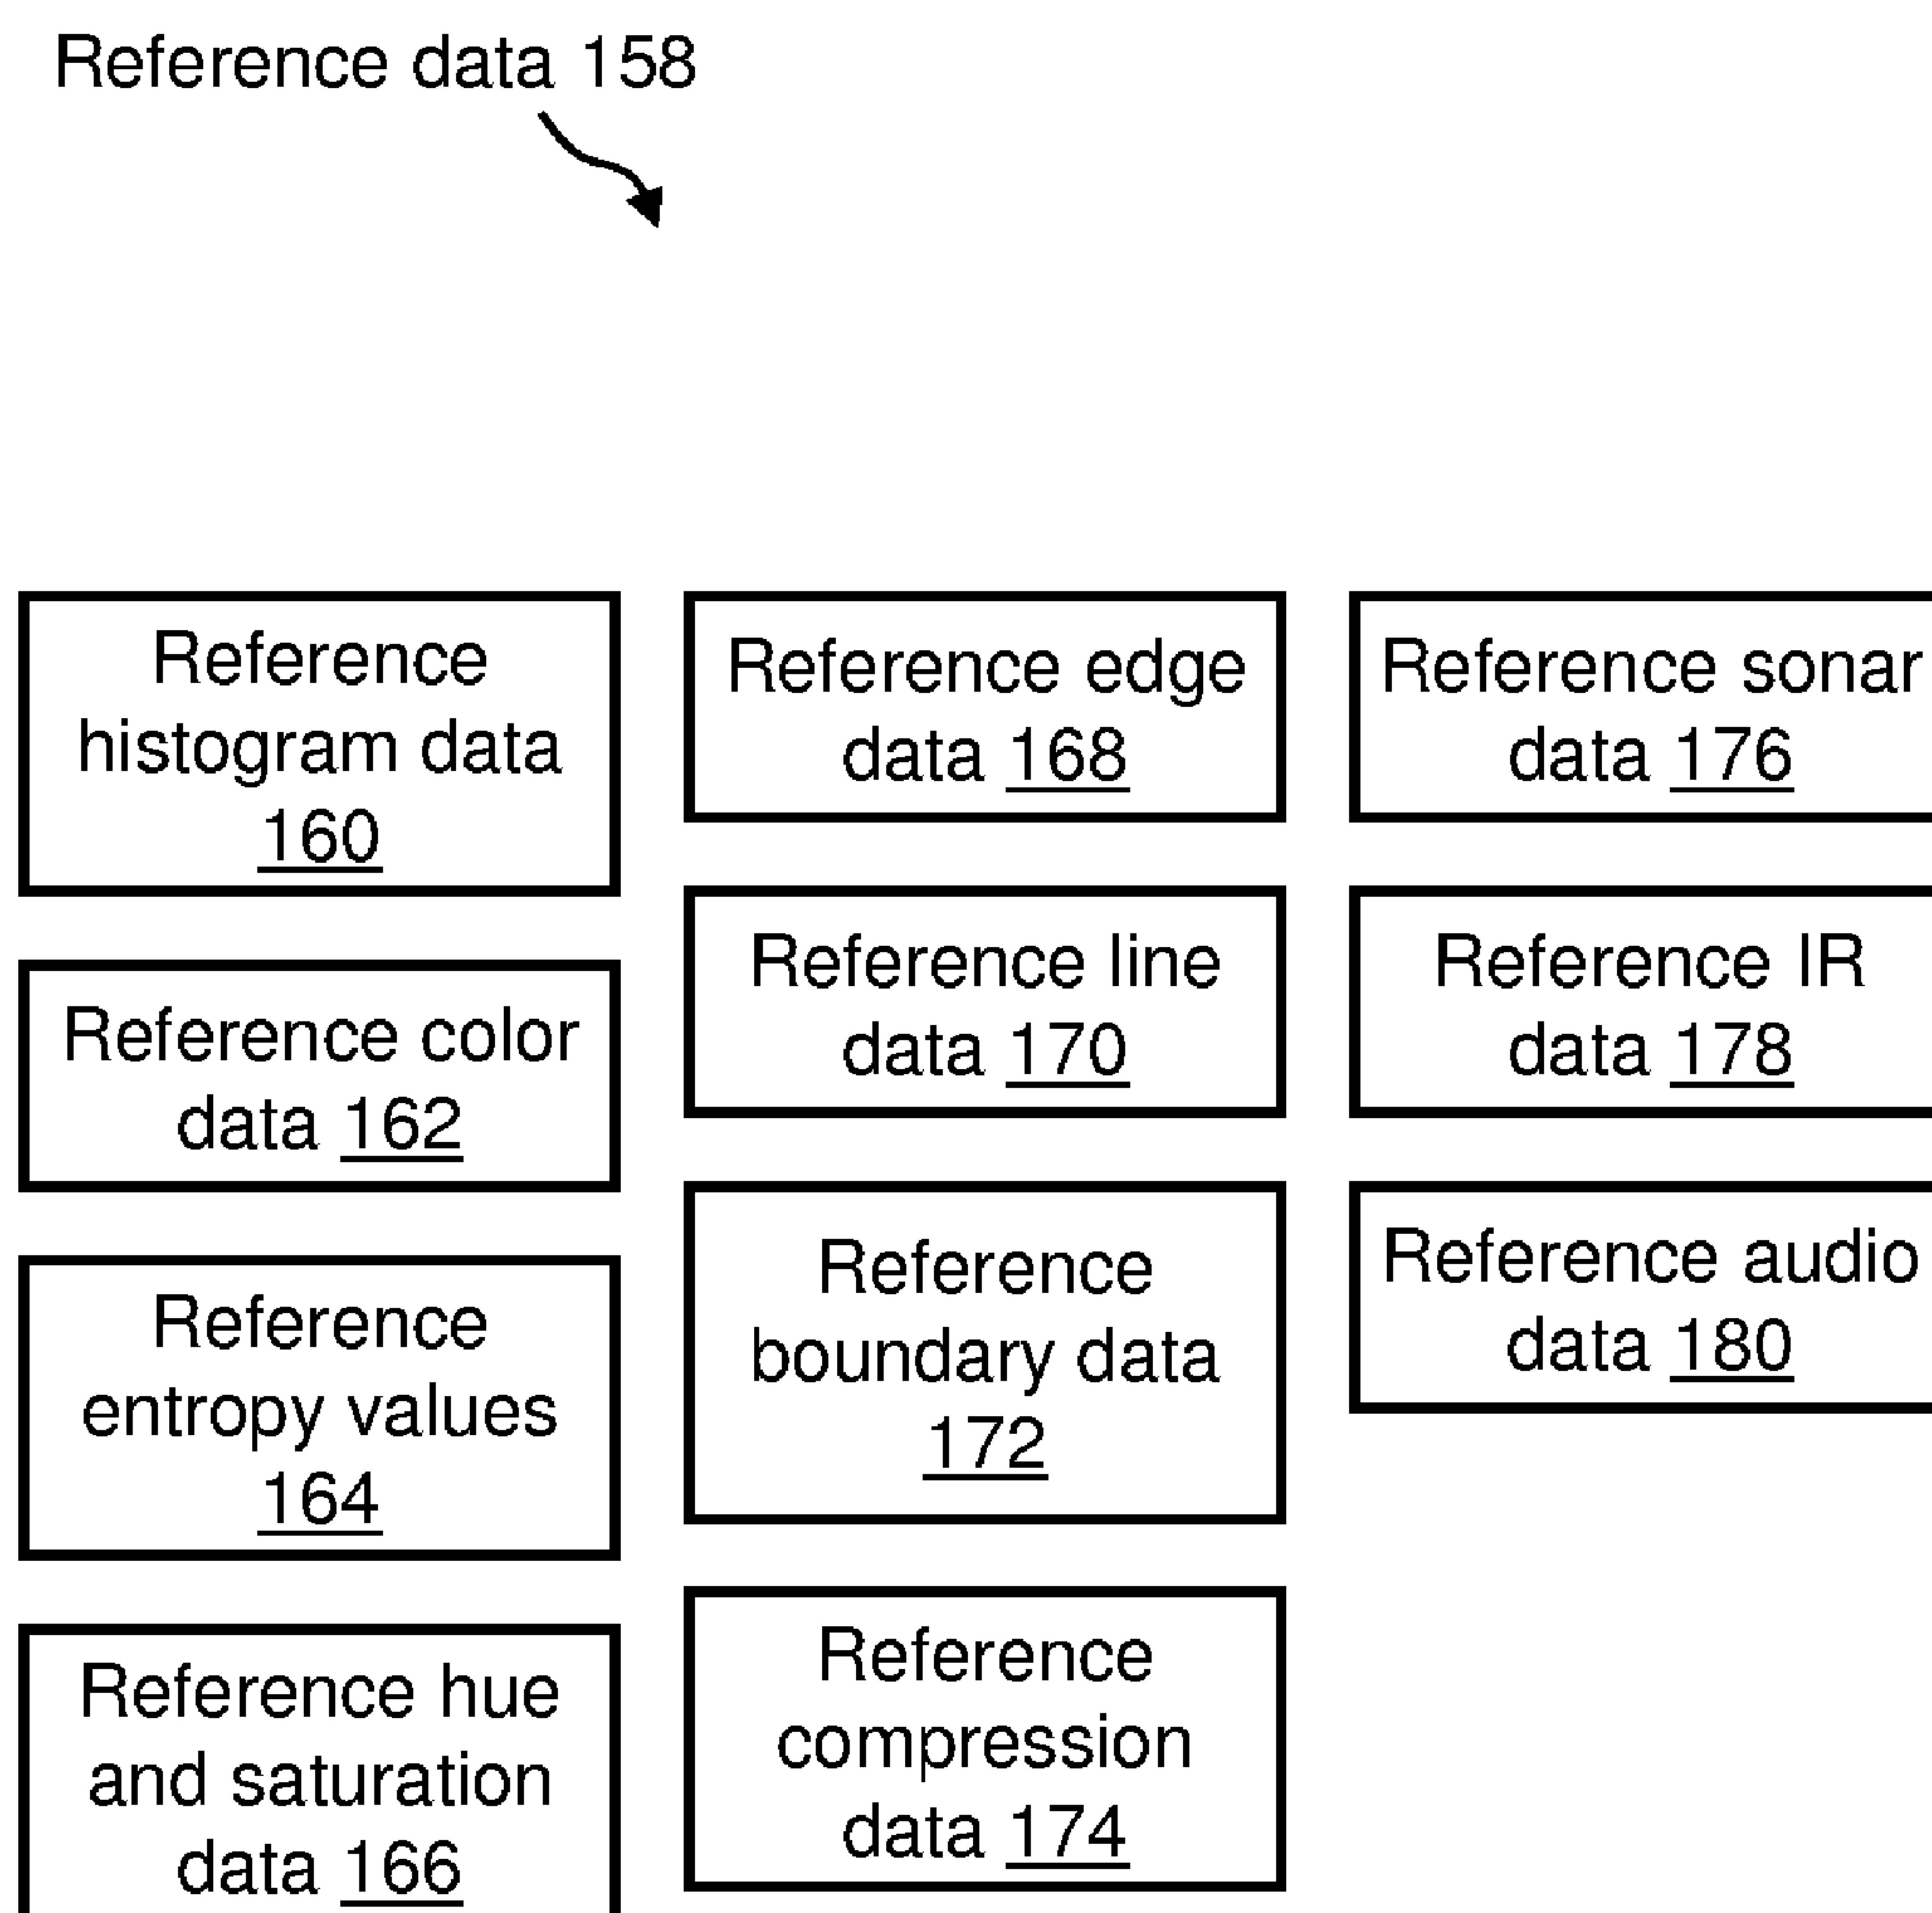 Reference data 158
Reference
histogram data
160
Reference color
data 162
Reference
entropy values
164
Reference hue
and saturation
data 166
Reference edge
data 168
Reference line
data 170
Reference
boundary data
172
Reference
compression
data 174
Reference sonar
data 176
Reference IR
data 178
Reference audio
data 180